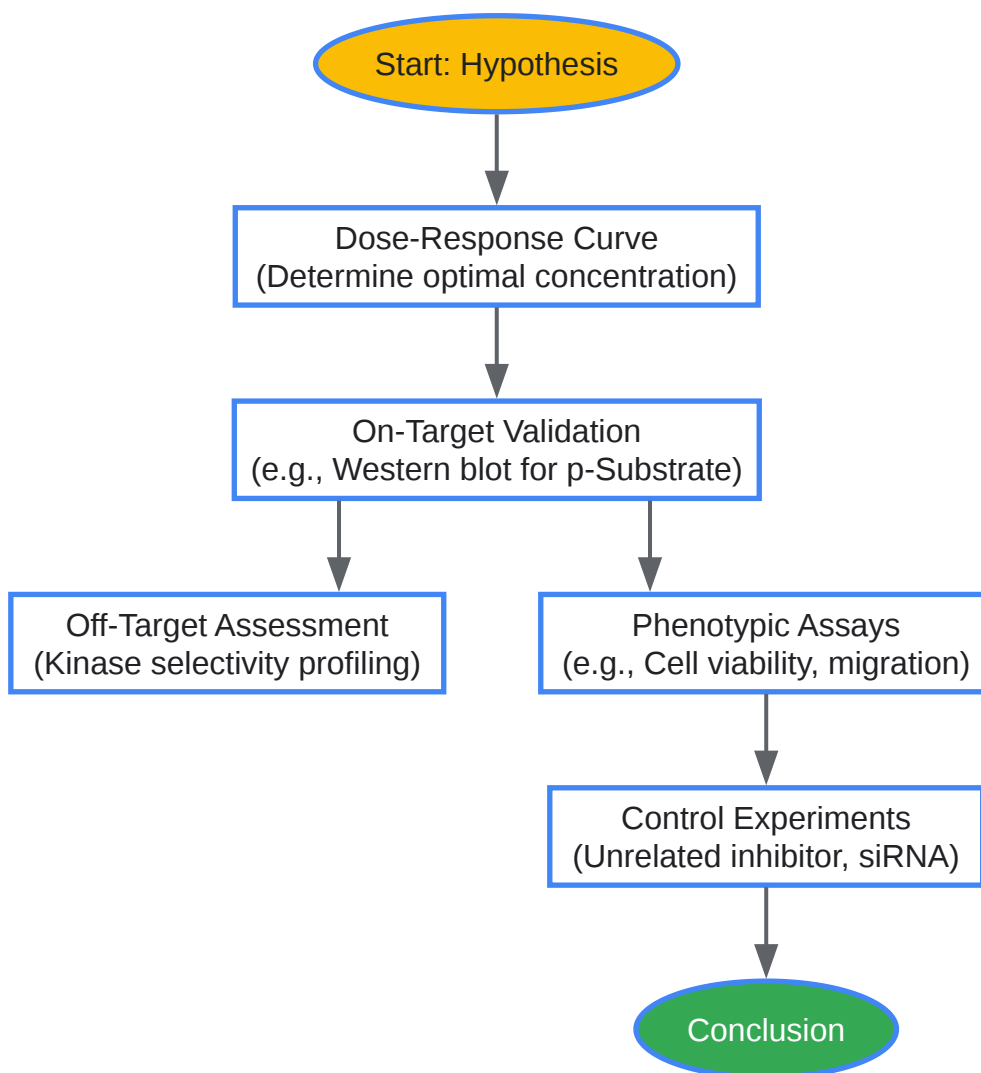 Start: Hypothesis
Dose-Response Curve
(Determine optimal concentration)
On-Target Validation
(e.g., Western blot for p-Substrate)
Off-Target Assessment
(Kinase selectivity profiling)
Phenotypic Assays
(e.g., Cell viability, migration)
Control Experiments
(Unrelated inhibitor, siRNA)
Conclusion